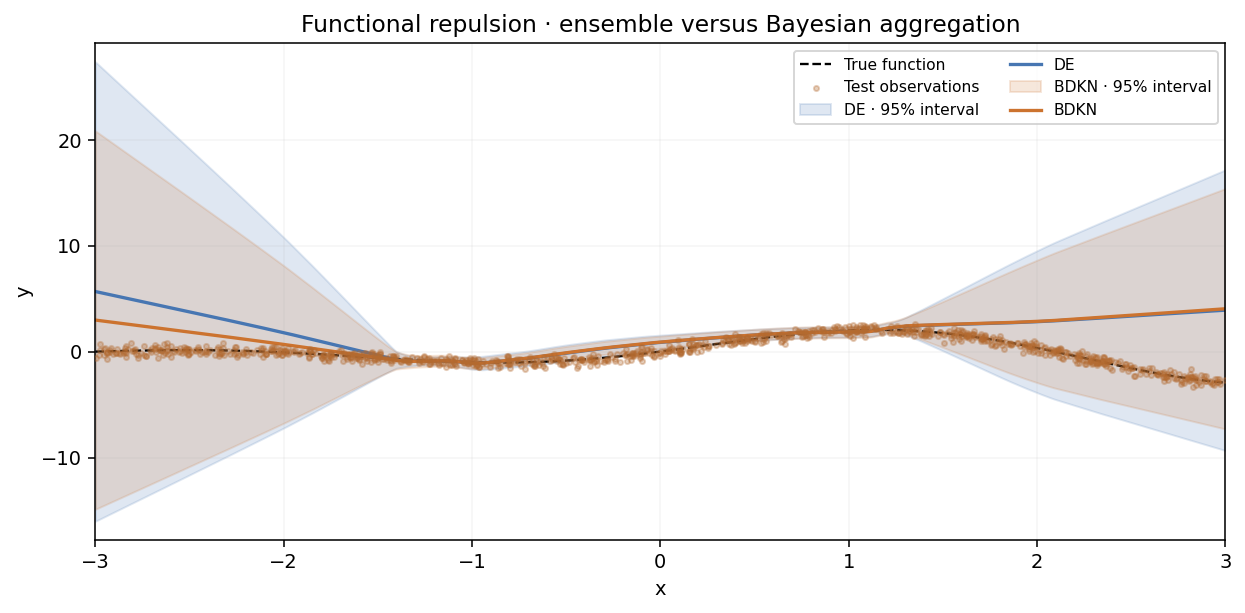 Functional repulsion · ensemble versus Bayesian aggregation
True function
Test observations
DE · 95% interval
DE
BDKN · 95% interval
BDKN
y
20
10
0
−10
−3
−2
−1
0
1
2
3
x